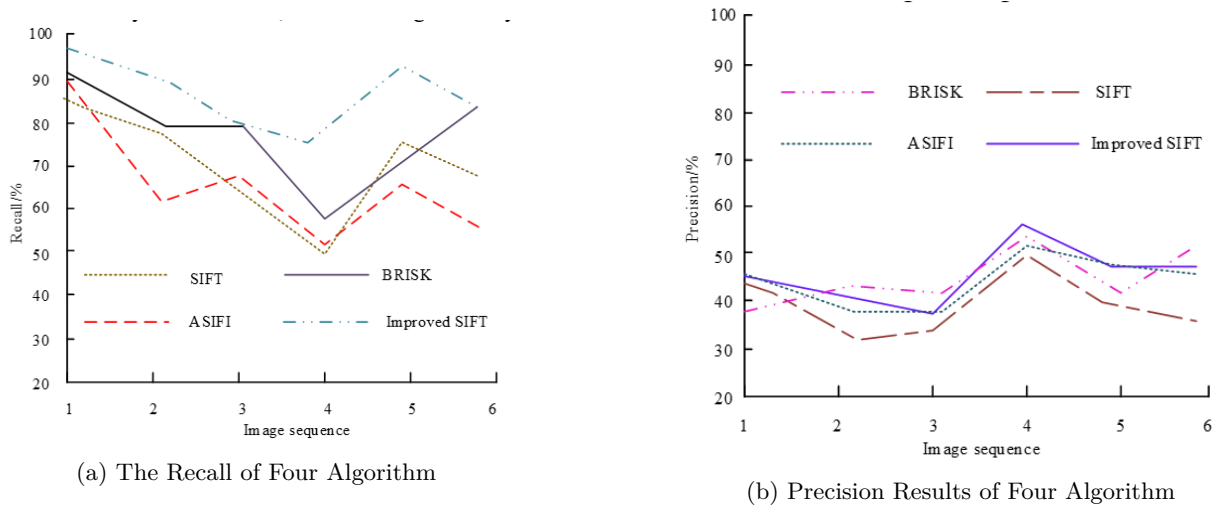 100
90
80
70
60
50
40
30
20
Recall/%
SIFT
BRISK
ASIFI
Improved SIFT
1 2 3 4 5 6
Image sequence
(a) The Recall of Four Algorithm
100
90
100
80
70
60
50
40
30
20
Precision/%
BRISK
SIFT
ASIFI
Improved SIFT
1 2 3 4 5 6
Image sequence
(b) Precision Results of Four Algorithm